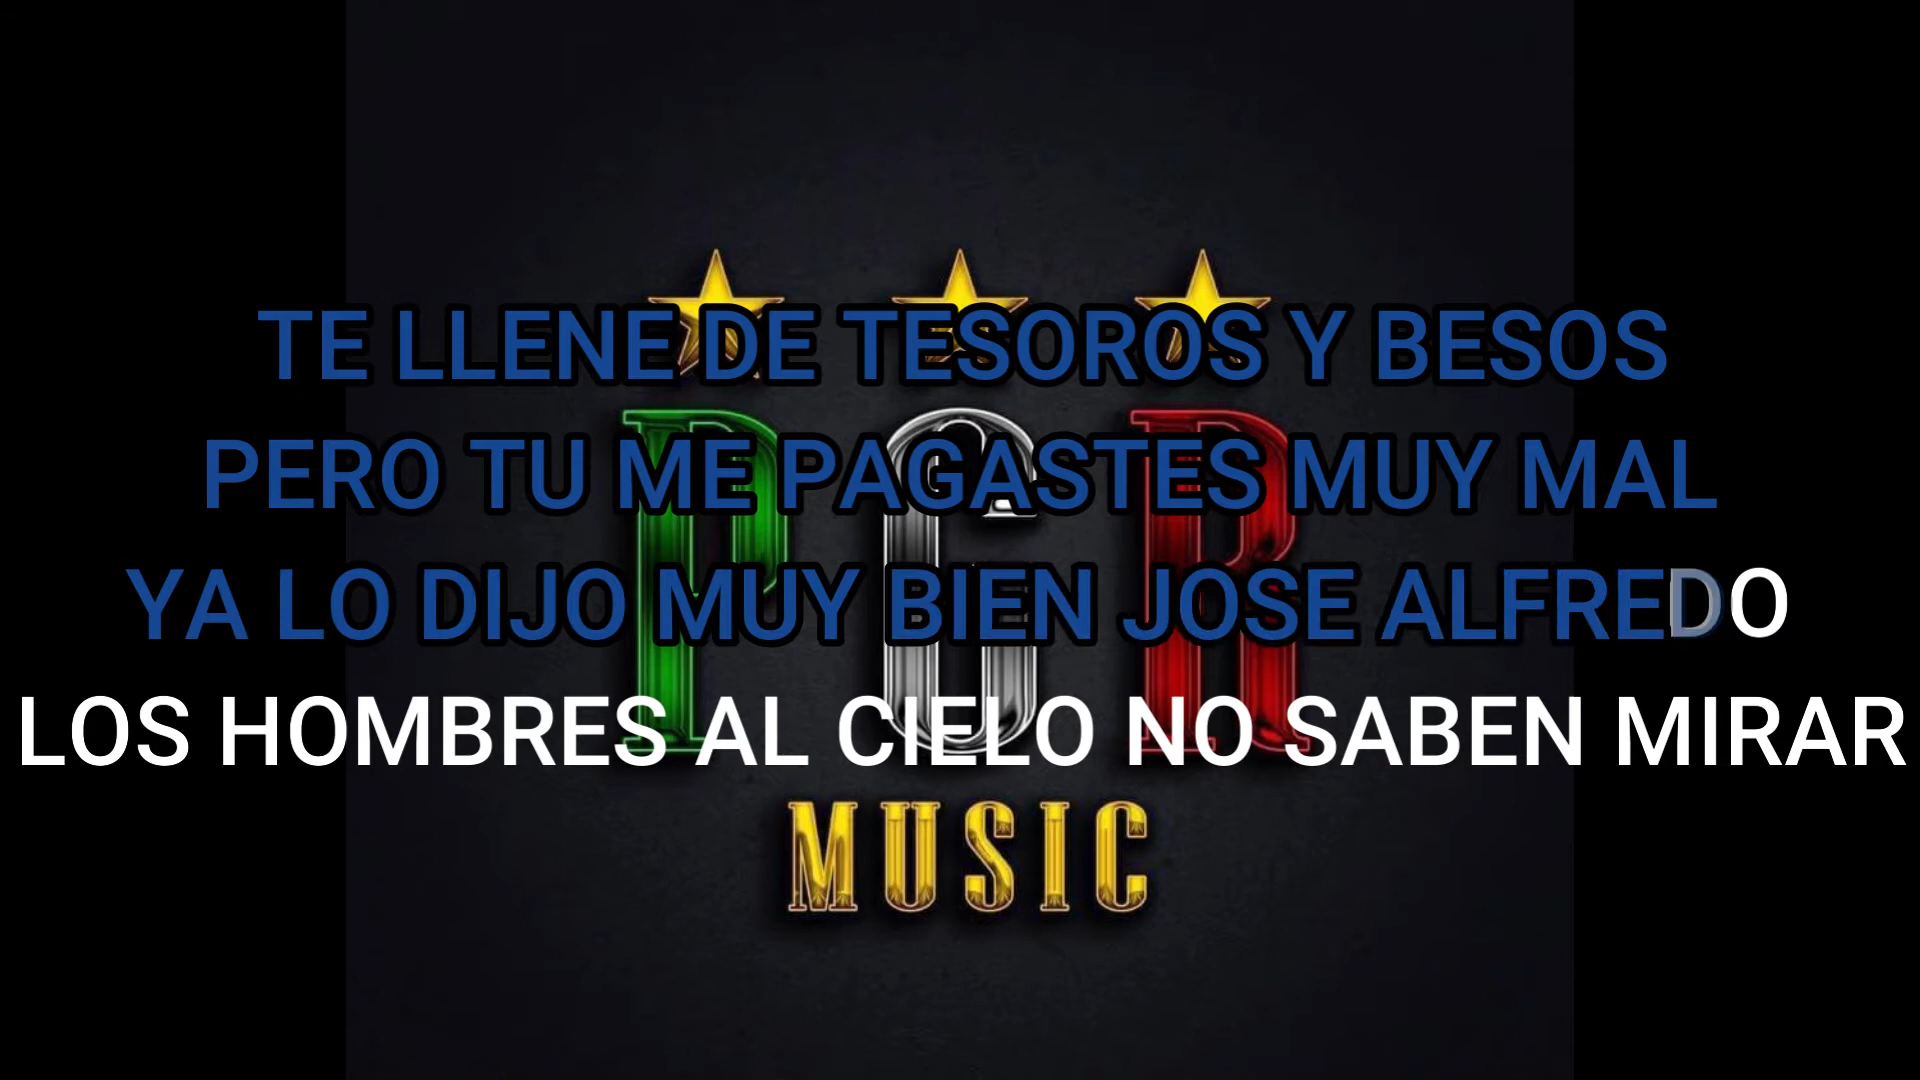 TE LLENE DE TESOROS Y BESOS
PERO TU ME PAGASTES MUY MAL
YA LO DIJO MUY BIEN JOSE ALFREDO
LOS HOMBRES AL CIELO NO SABEN MIRAR
PGR
MUSIC